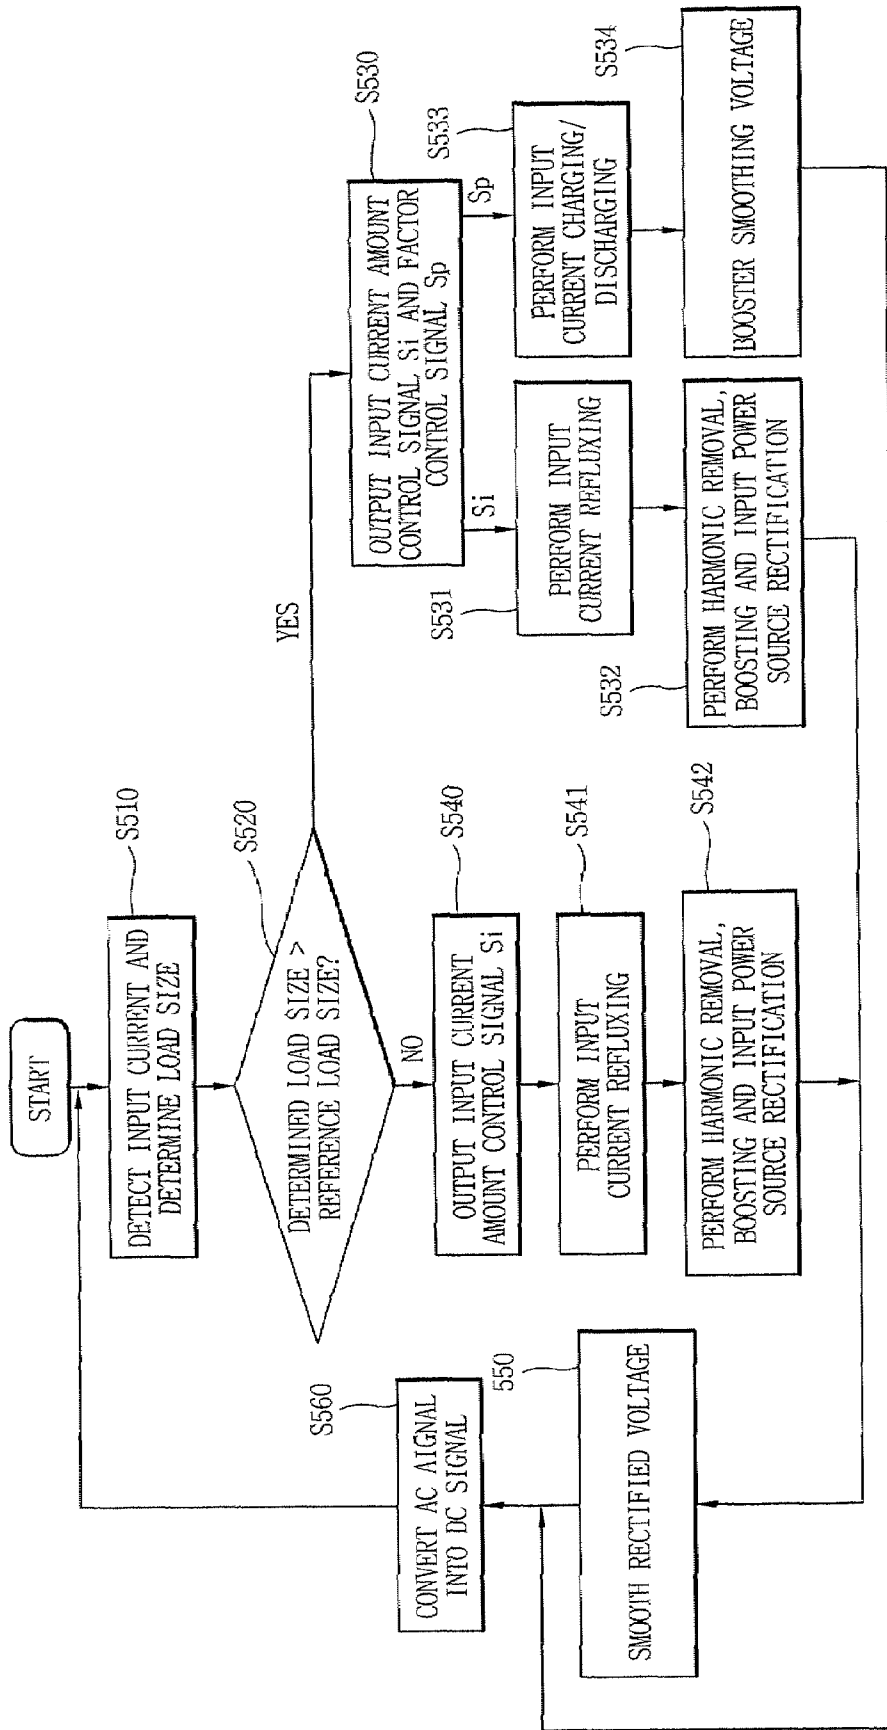 START
DETECT INPUT CURRENT AND
DETERMINE LOAD SIZE
S510
DETERMINED LOAD SIZE >
REFERENCE LOAD SIZE?
S520
YES
NO
OUTPUT INPUT CURRENT AMOUNT
CONTROL SIGNAL Si AND FACTOR
CONTROL SIGNAL Sp
S530
Si
Sp
PERFORM INPUT
CURRENT REFLUXING
S531
PERFORM HARMONIC REMOVAL,
BOOSTING AND INPUT POWER
SOURCE RECTIFICATION
S532
PERFORM INPUT
CURRENT CHARGING/
DISCHARGING
S533
BOOSTER SMOOTHING VOLTAGE
S534
OUTPUT INPUT CURRENT
AMOUNT CONTROL SIGNAL Si
S540
PERFORM INPUT
CURRENT REFLUXING
S541
PERFORM HARMONIC REMOVAL,
BOOSTING AND INPUT POWER
SOURCE RECTIFICATION
S542
SMOOTH RECTIFIED VOLTAGE
550
CONVERT AC AIGNAL
INTO DC SIGNAL
S560